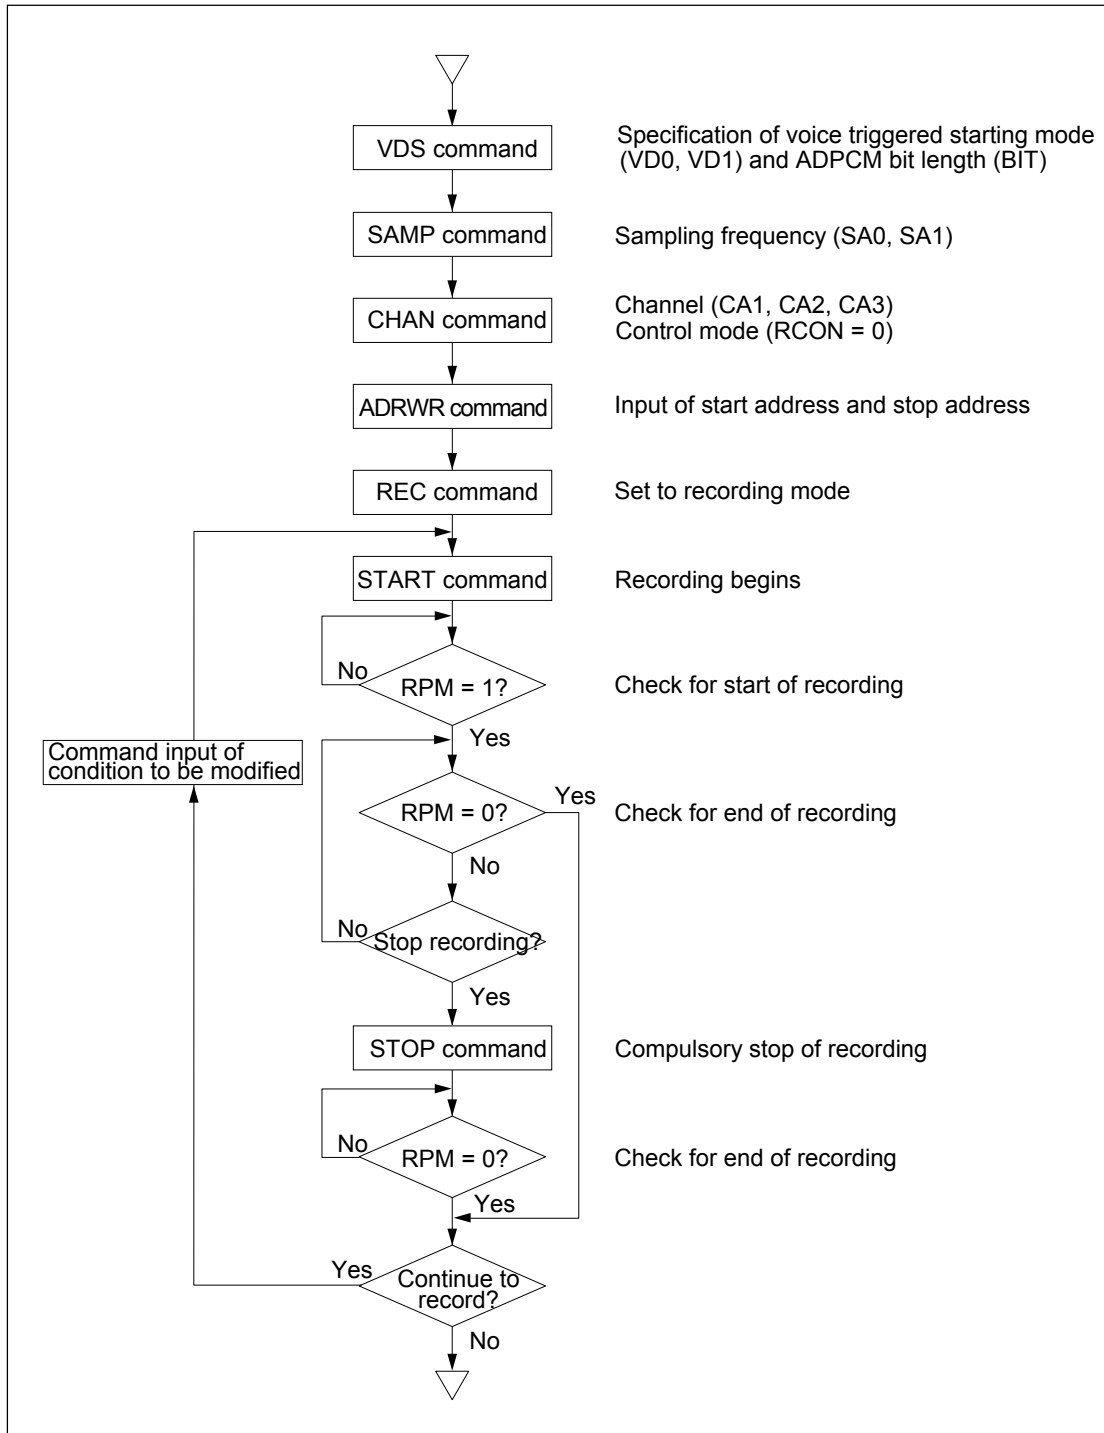 VDS command
Specification of voice triggered starting mode
(VD0, VD1) and ADPCM bit length (BIT)
SAMP command
Sampling frequency (SA0, SA1)
CHAN command
Channel (CA1, CA2, CA3)
Control mode (RCON = 0)
ADRWR command
Input of start address and stop address
REC command
Set to recording mode
START command
Recording begins
No
RPM = 1?
Check for start of recording
Yes
Command input of
condition to be modified
RPM = 0?
Yes
Check for end of recording
No
No
Stop recording?
Yes
STOP command
Compulsory stop of recording
No
RPM = 0?
Check for end of recording
Yes
Yes
Continue to
record?
No